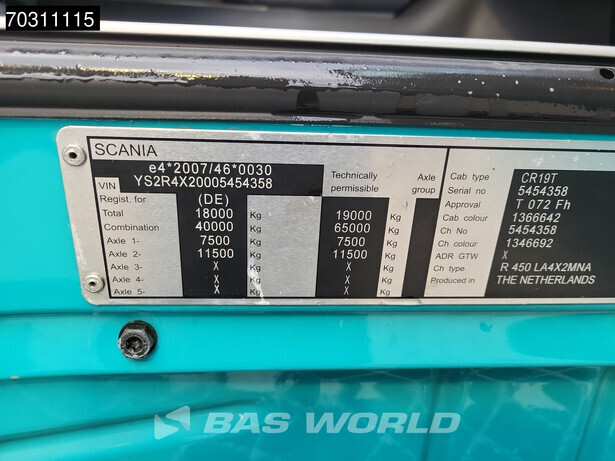 70311115
SCANIA
e4*2007/46*0030
VIN YS2R4X20005454358
Regist. for (DE) Technically permissible Axle group
Total 18000 Kg 19000 Kg
Combination 40000 Kg 65000 Kg
Axle 1- 7500 Kg 7500 Kg
Axle 2- 11500 Kg 11500 Kg
Axle 3- X Kg X Kg
Axle 4- X Kg X Kg
Axle 5- X Kg X Kg
Cab type CR19T
Serial no 5454358
Approval T 072 Fh
Cab colour 1366642
Ch No 5454358
Ch colour 1346692
ADR GTW X
Ch type R 450 LA4X2MNA
Produced in THE NETHERLANDS
BAS WORLD